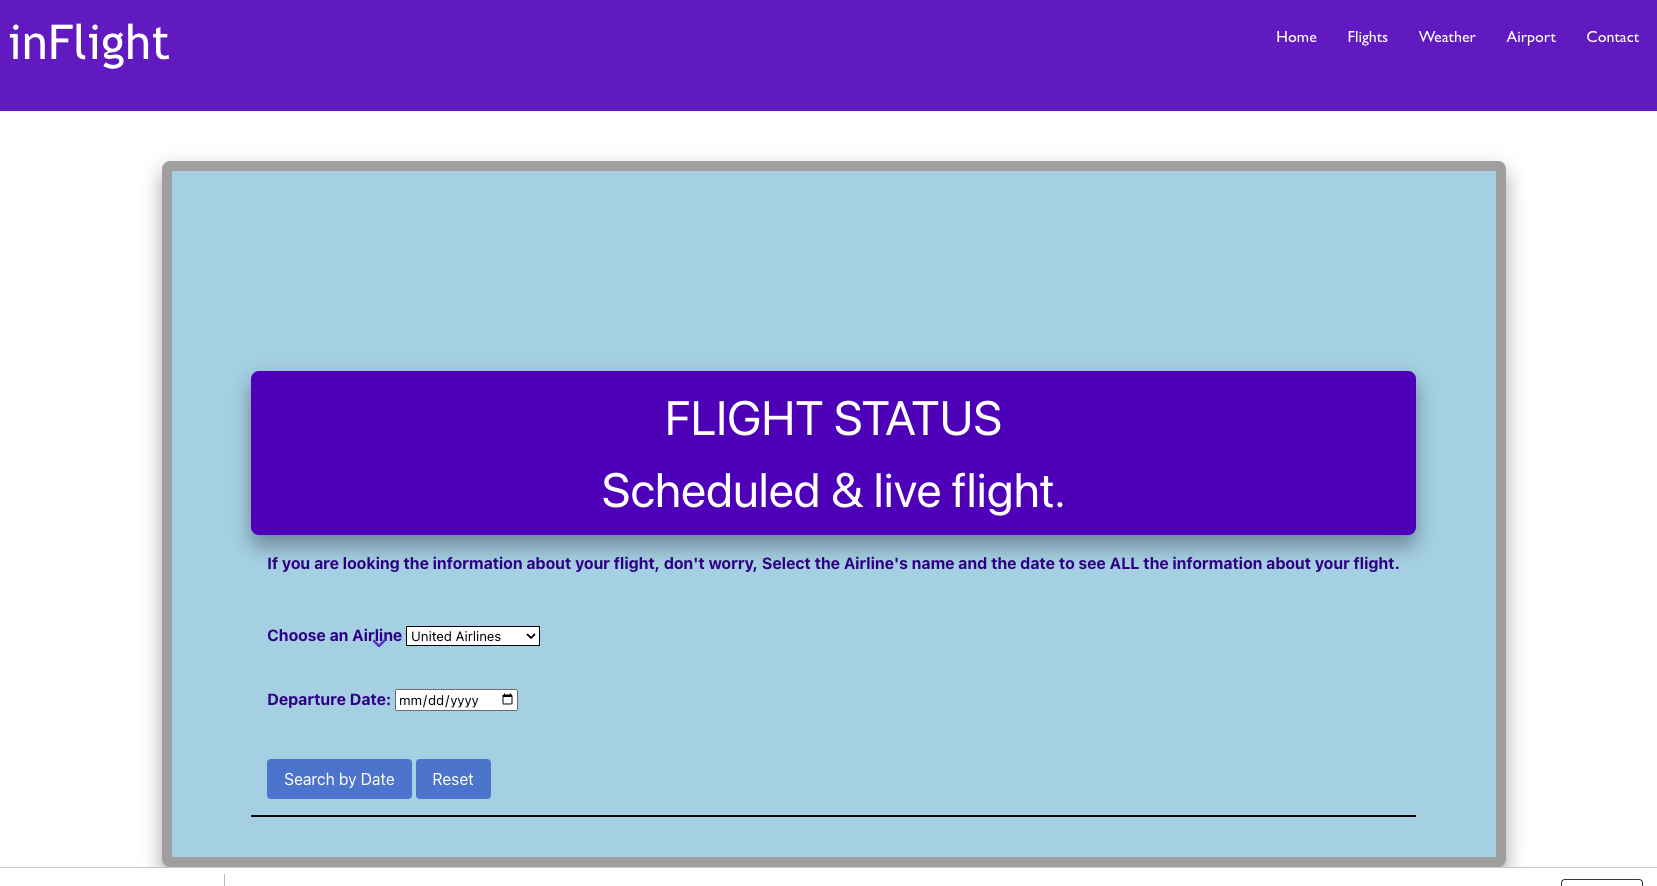 inFlight
Home Flights Weather Airport Contact
FLIGHT STATUS
Scheduled & live flight.
If you are looking the information about your flight, don't worry, Select the Airline's name and the date to see ALL the information about your flight.
Choose an Airline United Airlines
Departure Date: mm/dd/yyyy
Search by Date Reset